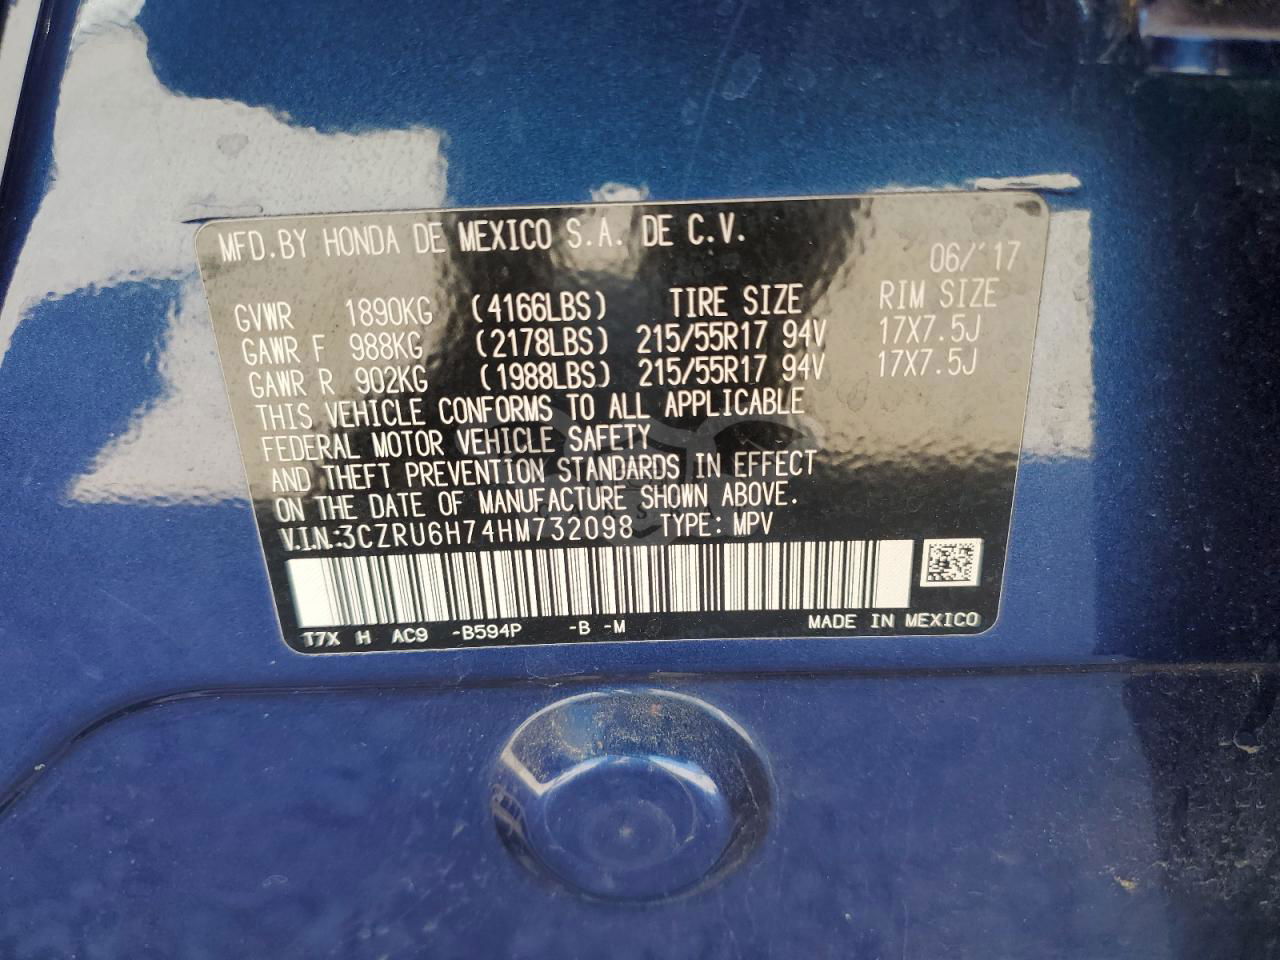 MFD.BY HONDA DE MEXICO S.A. DE C.V.
06/'17
GVWR 1890KG (4166LBS) TIRE SIZE RIM SIZE
GAWR F 988KG (2178LBS) 215/55R17 94V 17X7.5J
GAWR R 902KG (1988LBS) 215/55R17 94V 17X7.5J
THIS VEHICLE CONFORMS TO ALL APPLICABLE
FEDERAL MOTOR VEHICLE SAFETY
AND THEFT PREVENTION STANDARDS IN EFFECT
ON THE DATE OF MANUFACTURE SHOWN ABOVE.
V.I.N.:3CZRU6H74HM732098 TYPE: MPV
T7X H AC9 -B594P -B -M MADE IN MEXICO